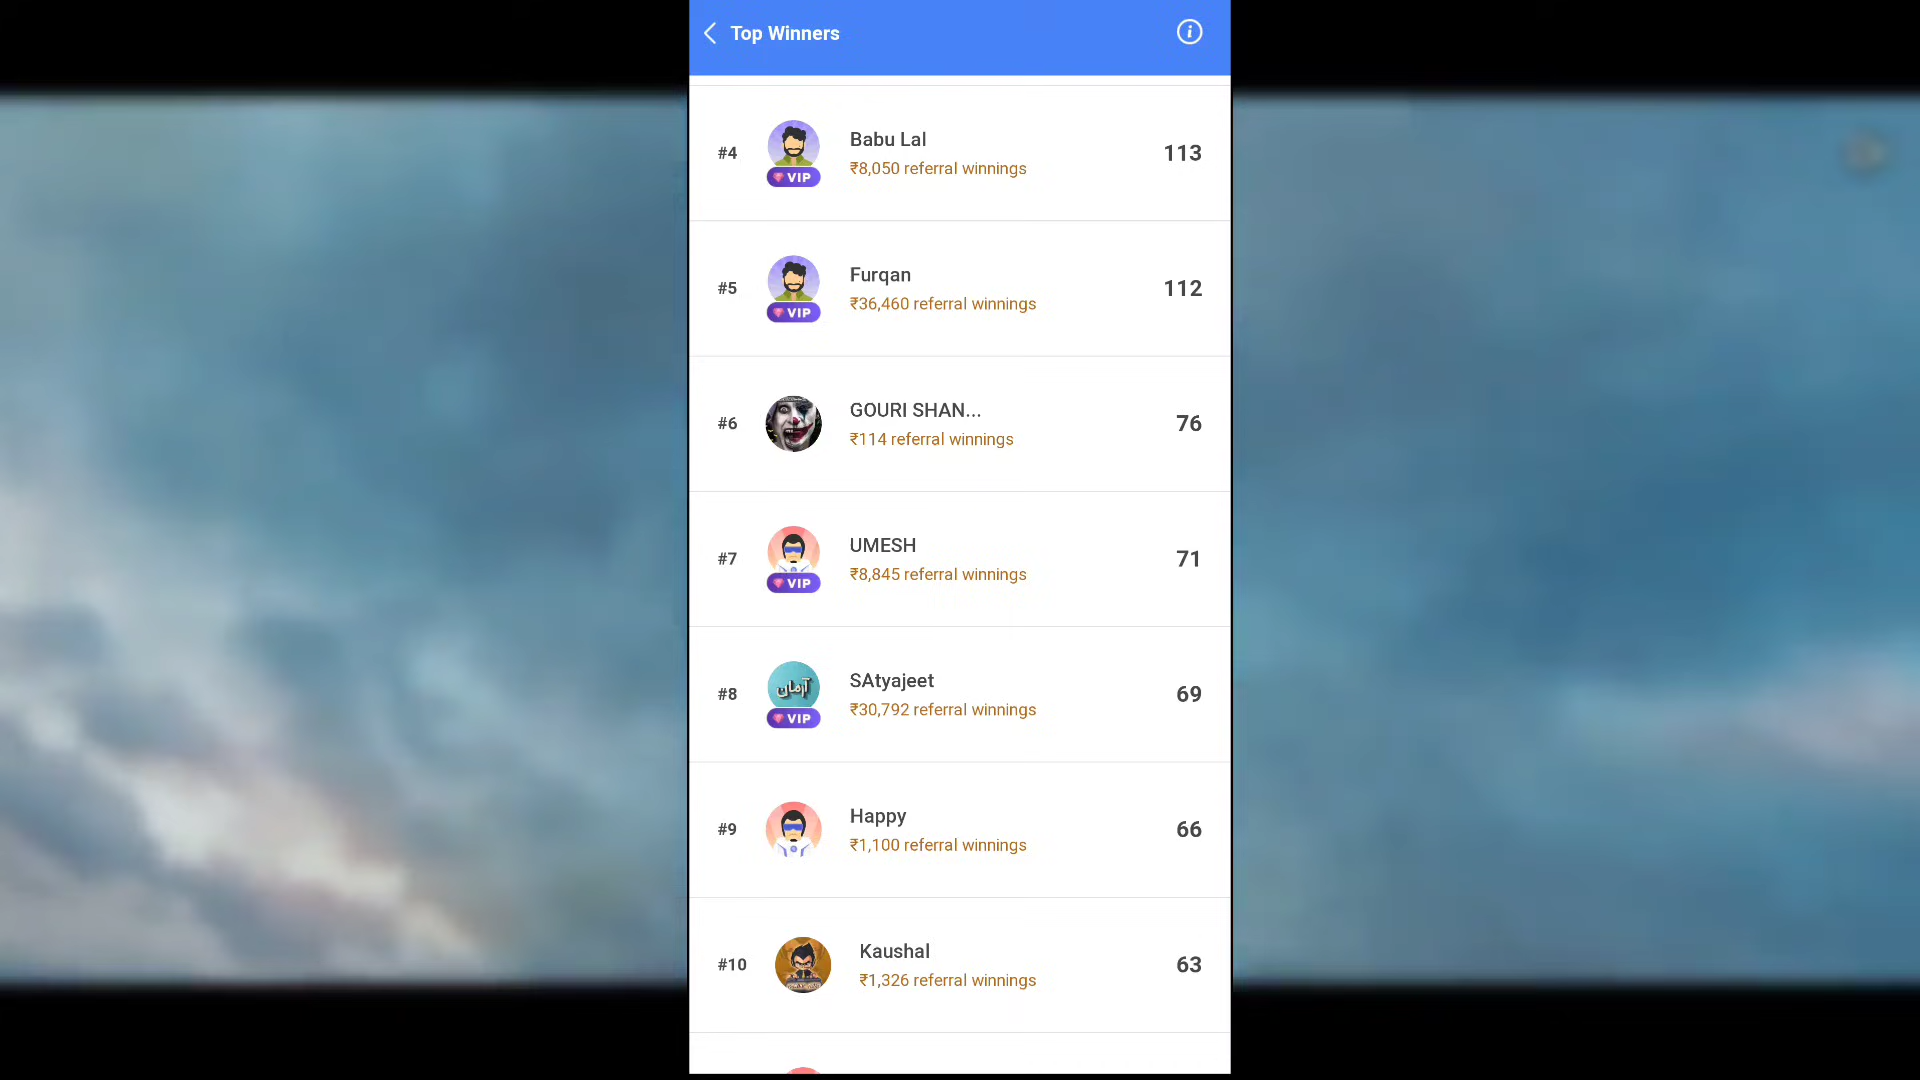 Top Winners
#4
Babu Lal
₹8,050 referral winnings
113
VIP
#5
Furqan
₹36,460 referral winnings
112
VIP
#6
GOURI SHAN...
₹114 referral winnings
76
#7
UMESH
₹8,845 referral winnings
71
VIP
#8
آرمان
SAtyajeet
₹30,792 referral winnings
69
VIP
#9
Happy
₹1,100 referral winnings
66
#10
Kaushal
₹1,326 referral winnings
63